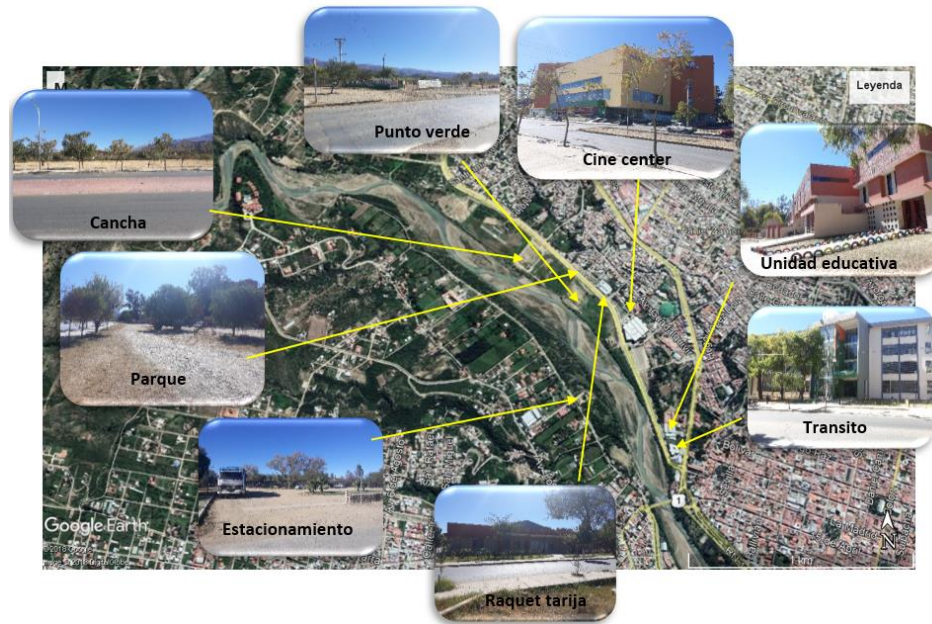 Punto verde
Cine center
Leyenda
Cancha
Unidad educativa
Parque
Transito
Estacionamiento
Raquet tarija
1
Google Earth
N